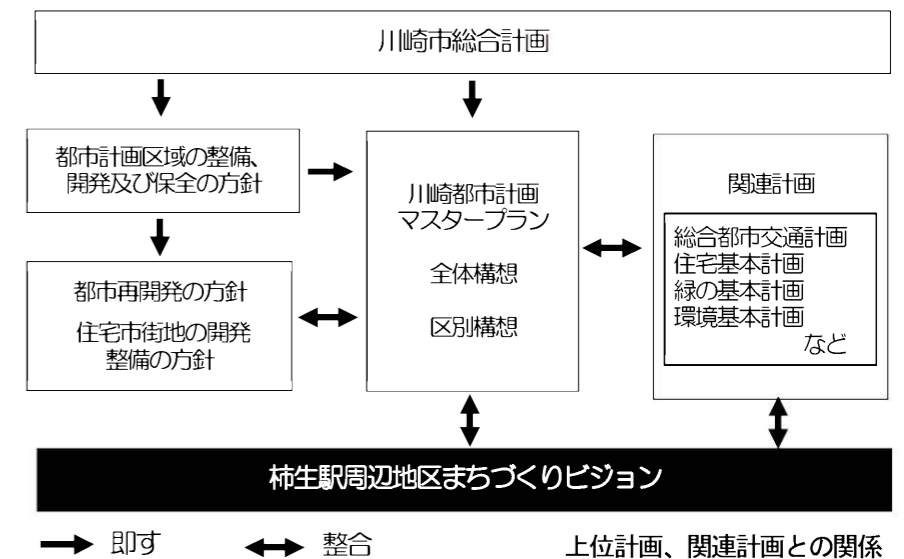 川崎市総合計画
都市計画区域の整備、
開発及び保全の方針
都市再開発の方針
住宅市街地の開発
整備の方針
川崎都市計画
マスタープラン
全体構想
区別構想
関連計画
総合都市交通計画
住宅基本計画
緑の基本計画
環境基本計画
など
柿生駅周辺地区まちづくりビジョン
即す
整合
上位計画、関連計画との関係